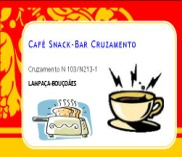 Café Snack-Bar Cruzamento
Cruzamento N 103/N213-1
LAMPAÇA-BOUÇOÃES